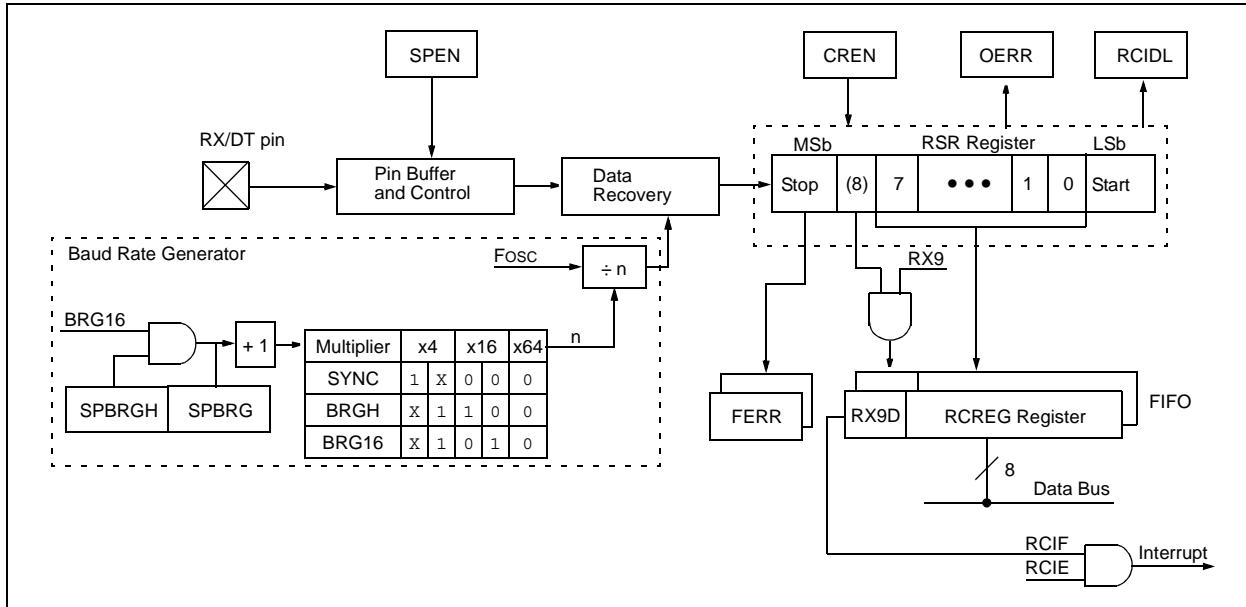 SPEN
CREN
OERR
RCIDL
RX/DT pin
Pin Buffer
and Control
Data
Recovery
MSb RSR Register LSb
Stop (8) 7 ••• 1 0 Start
Baud Rate Generator
FOSC
÷ n
RX9
BRG16
+ 1
n
SPBRGH SPBRG
Multiplier x4 x16 x64
SYNC 1 X 0 0 0
BRGH X 1 1 0 0
BRG16 X 1 0 1 0
FERR
RX9D RCREG Register
FIFO
8
Data Bus
RCIF
RCIE
Interrupt